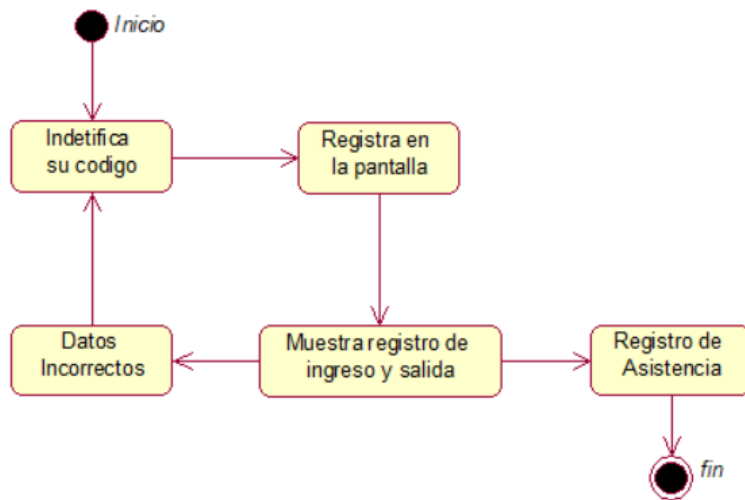 Inicio
Indetifica
su codigo
Registra en
la pantalla
Datos
Incorrectos
Muestra registro de
ingreso y salida
Registro de
Asistencia
fin